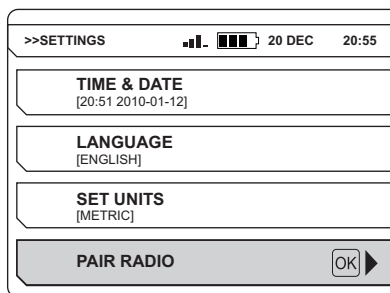 >>SETTINGS 20 DEC 20:55
TIME & DATE
[20:51 2010-01-12]
LANGUAGE
[ENGLISH]
SET UNITS
[METRIC]
PAIR RADIO OK